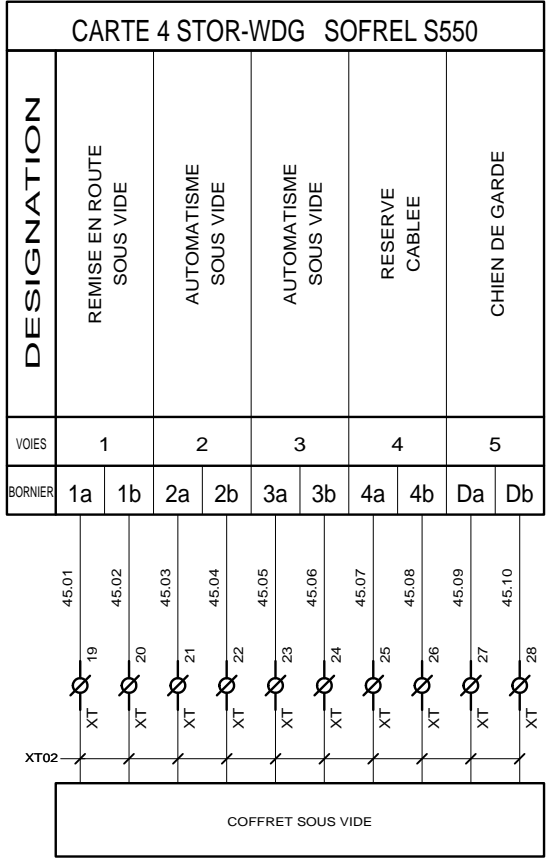 CARTE 4 STOR-WDG SOFREL S550
DESIGNATION
REMISE EN ROUTE
SOUS VIDE
AUTOMATISME
SOUS VIDE
AUTOMATISME
SOUS VIDE
RESERVE
CABLEE
CHIEN DE GARDE
VOIES 1 2 3 4 5
BORNIER 1a 1b 2a 2b 3a 3b 4a 4b Da Db
45.01 45.02 45.03 45.04 45.05 45.06 45.07 45.08 45.09 45.10
19 20 21 22 23 24 25 26 27 28
XT XT XT XT XT XT XT XT XT XT
XT02
COFFRET SOUS VIDE